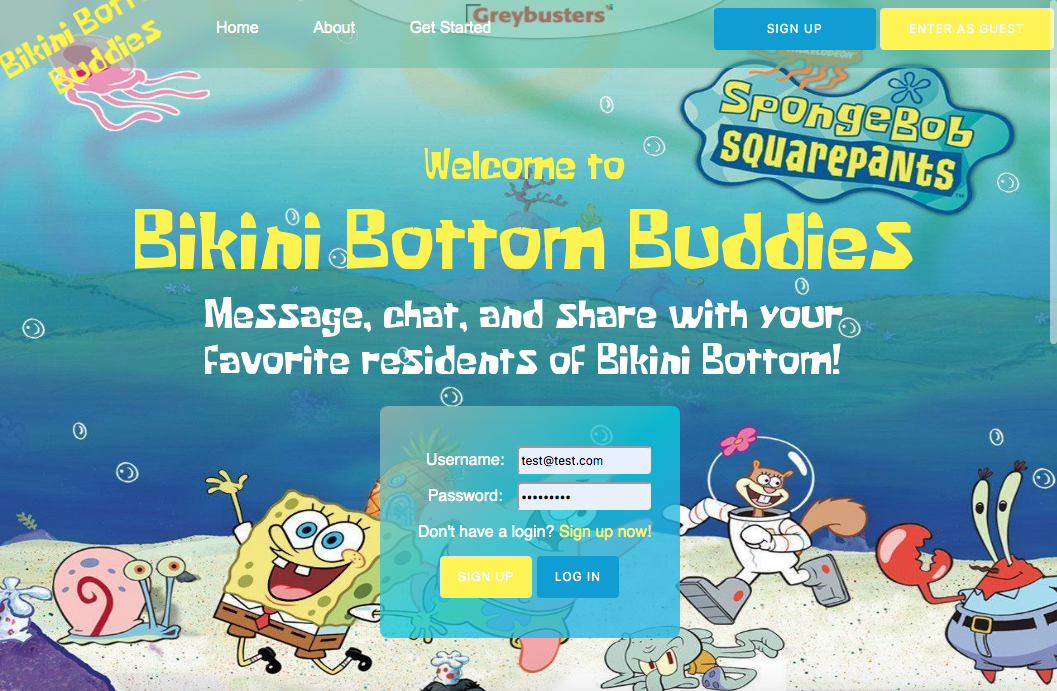 Greybusters
Bikini Bottom
Buddies
Home
About
Get Started
SIGN UP
ENTER AS GUEST
NICKELODEON
SpongeBob
SQUAREPANTS
TM
Welcome to
Bikini Bottom Buddies
Message, chat, and share with your
favorite residents of Bikini Bottom!
Username:
test@test.com
Password:
•••••••••
Don't have a login? Sign up now!
SIGN UP
LOG IN